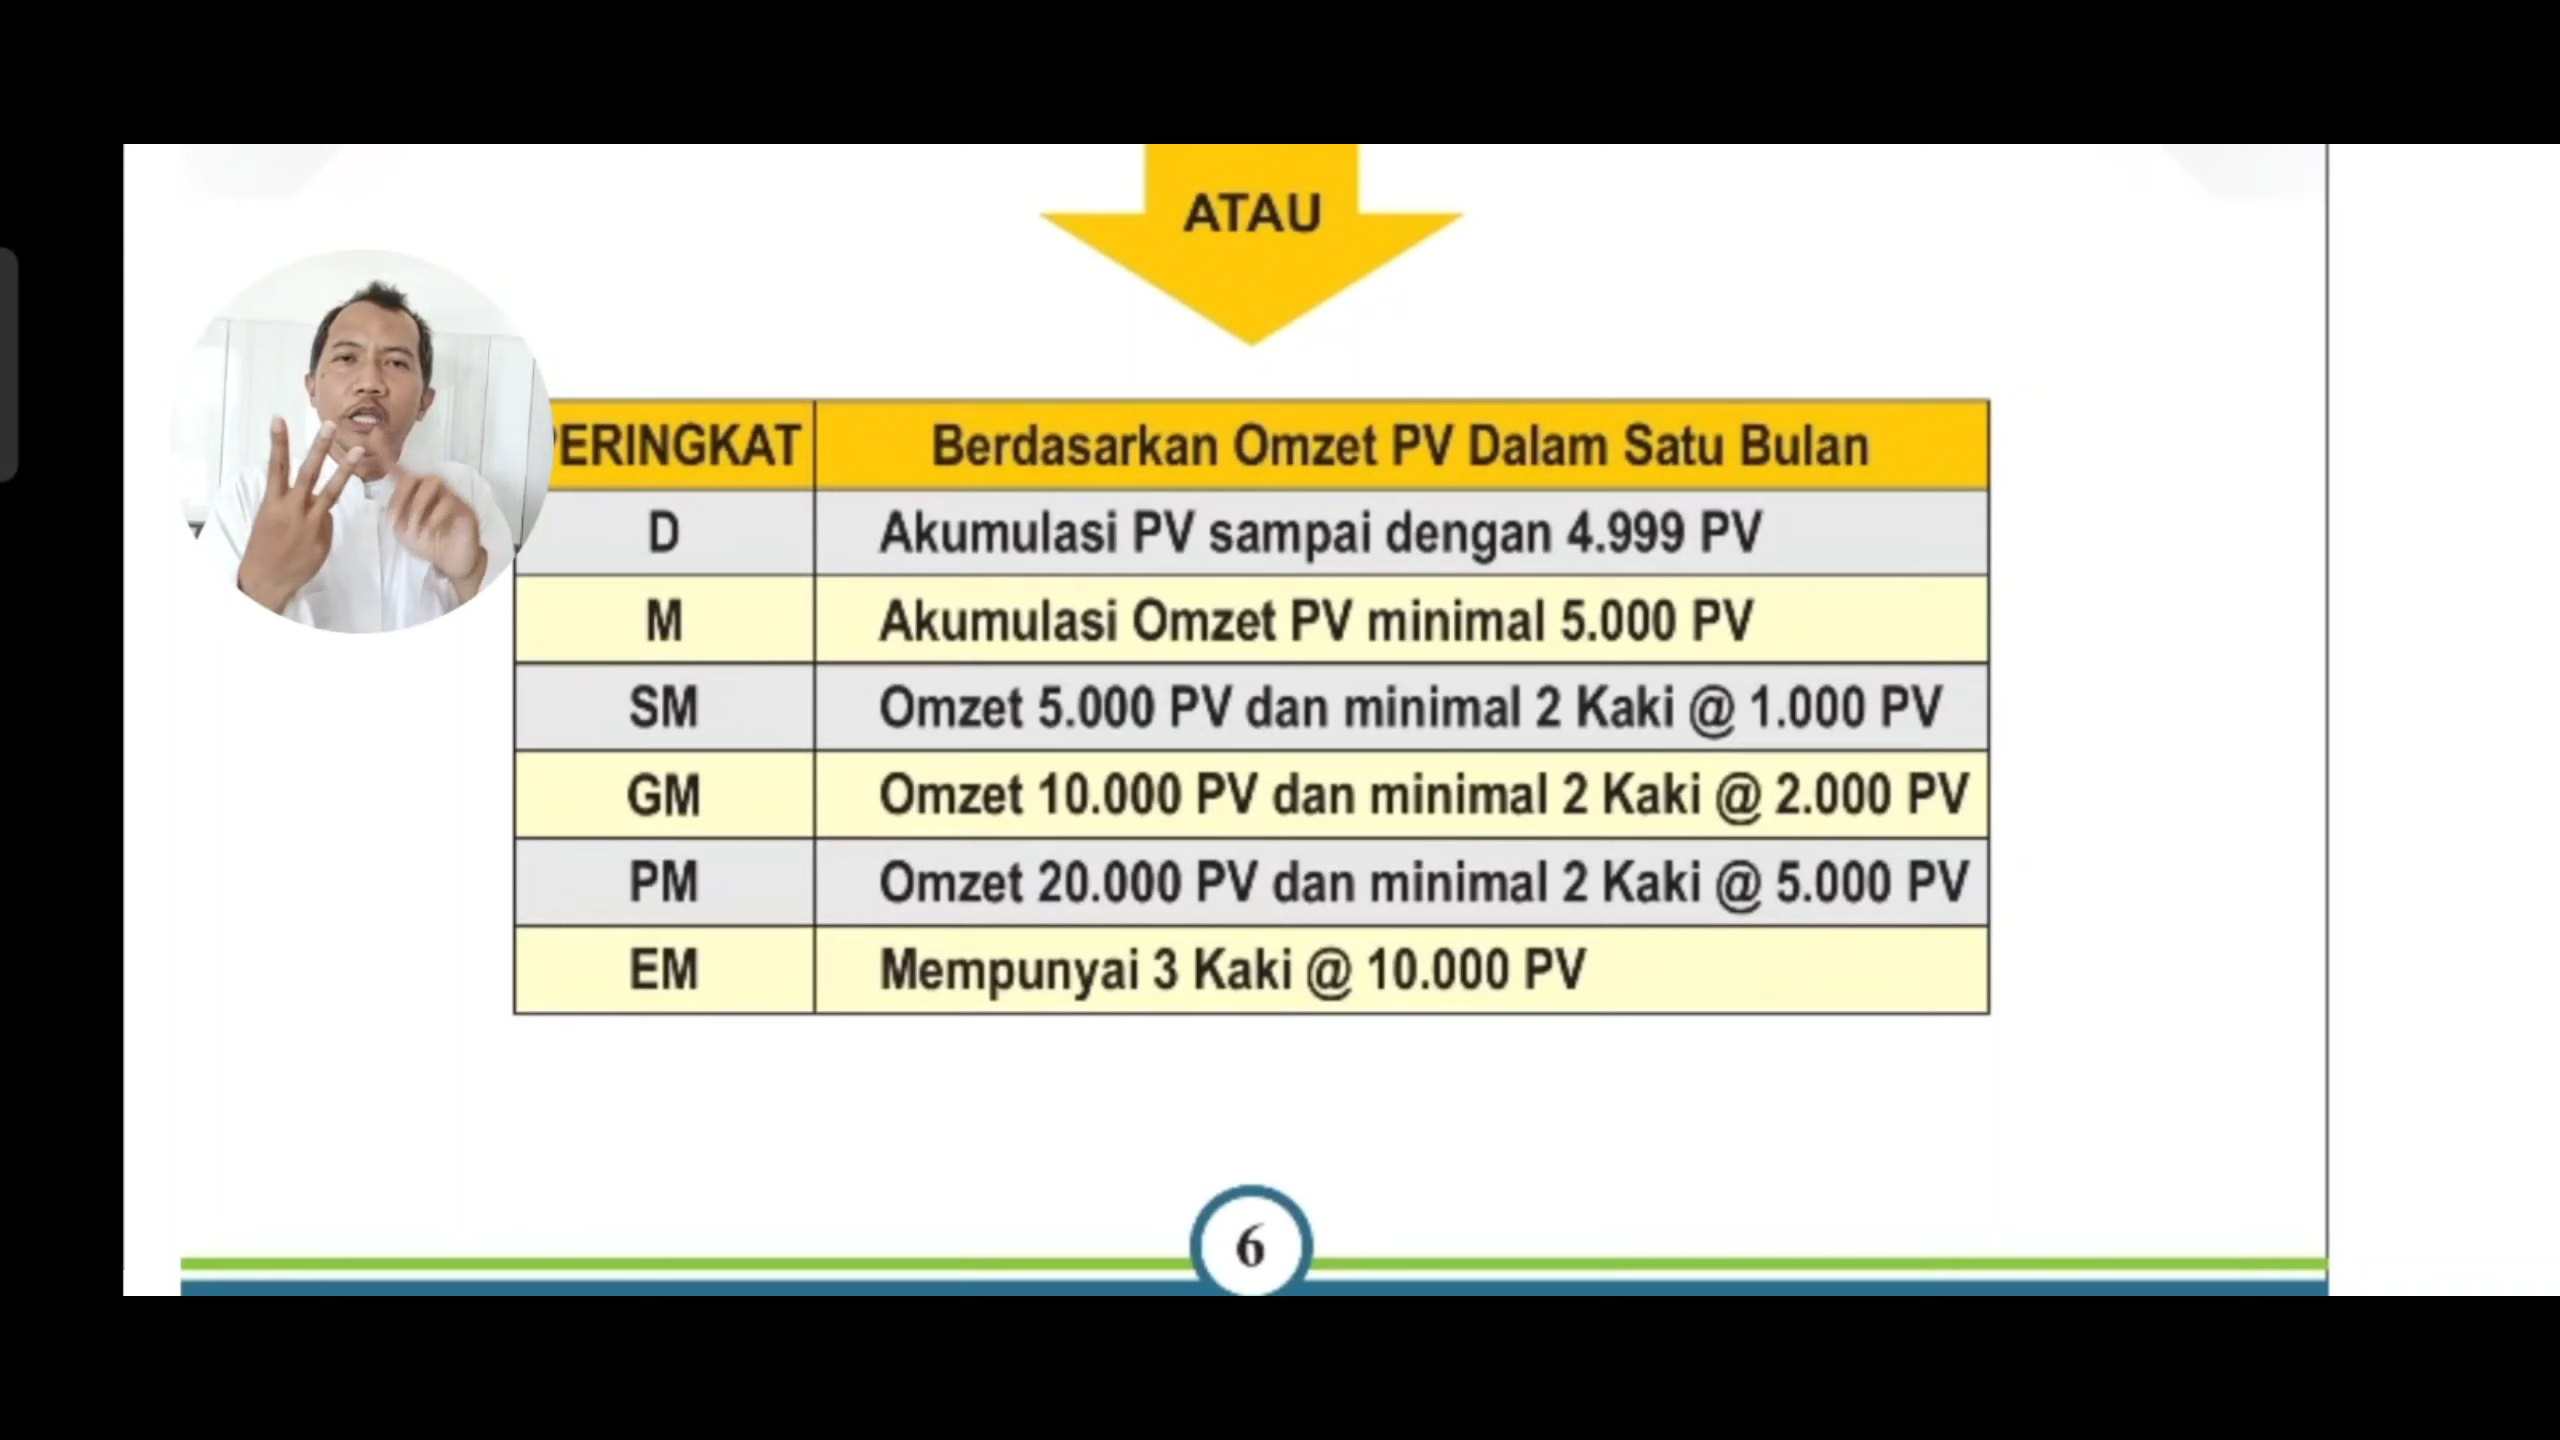 ATAU
ERINGKAT Berdasarkan Omzet PV Dalam Satu Bulan
D Akumulasi PV sampai dengan 4.999 PV
M Akumulasi Omzet PV minimal 5.000 PV
SM Omzet 5.000 PV dan minimal 2 Kaki @ 1.000 PV
GM Omzet 10.000 PV dan minimal 2 Kaki @ 2.000 PV
PM Omzet 20.000 PV dan minimal 2 Kaki @ 5.000 PV
EM Mempunyai 3 Kaki @ 10.000 PV
6